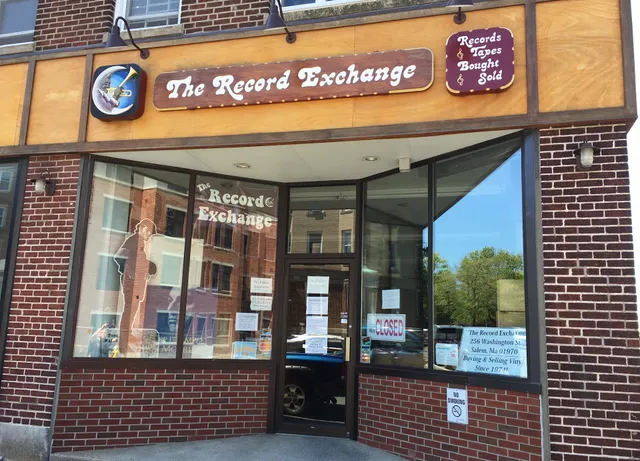 The Record Exchange
Records
& Tapes
Bought
& Sold
The
Record
Exchange
CLOSED
The Record Exchange
256 Washington St.
Salem, Ma 01970
Buying & Selling Vinyl
Since 1974!
NO
SMOKING